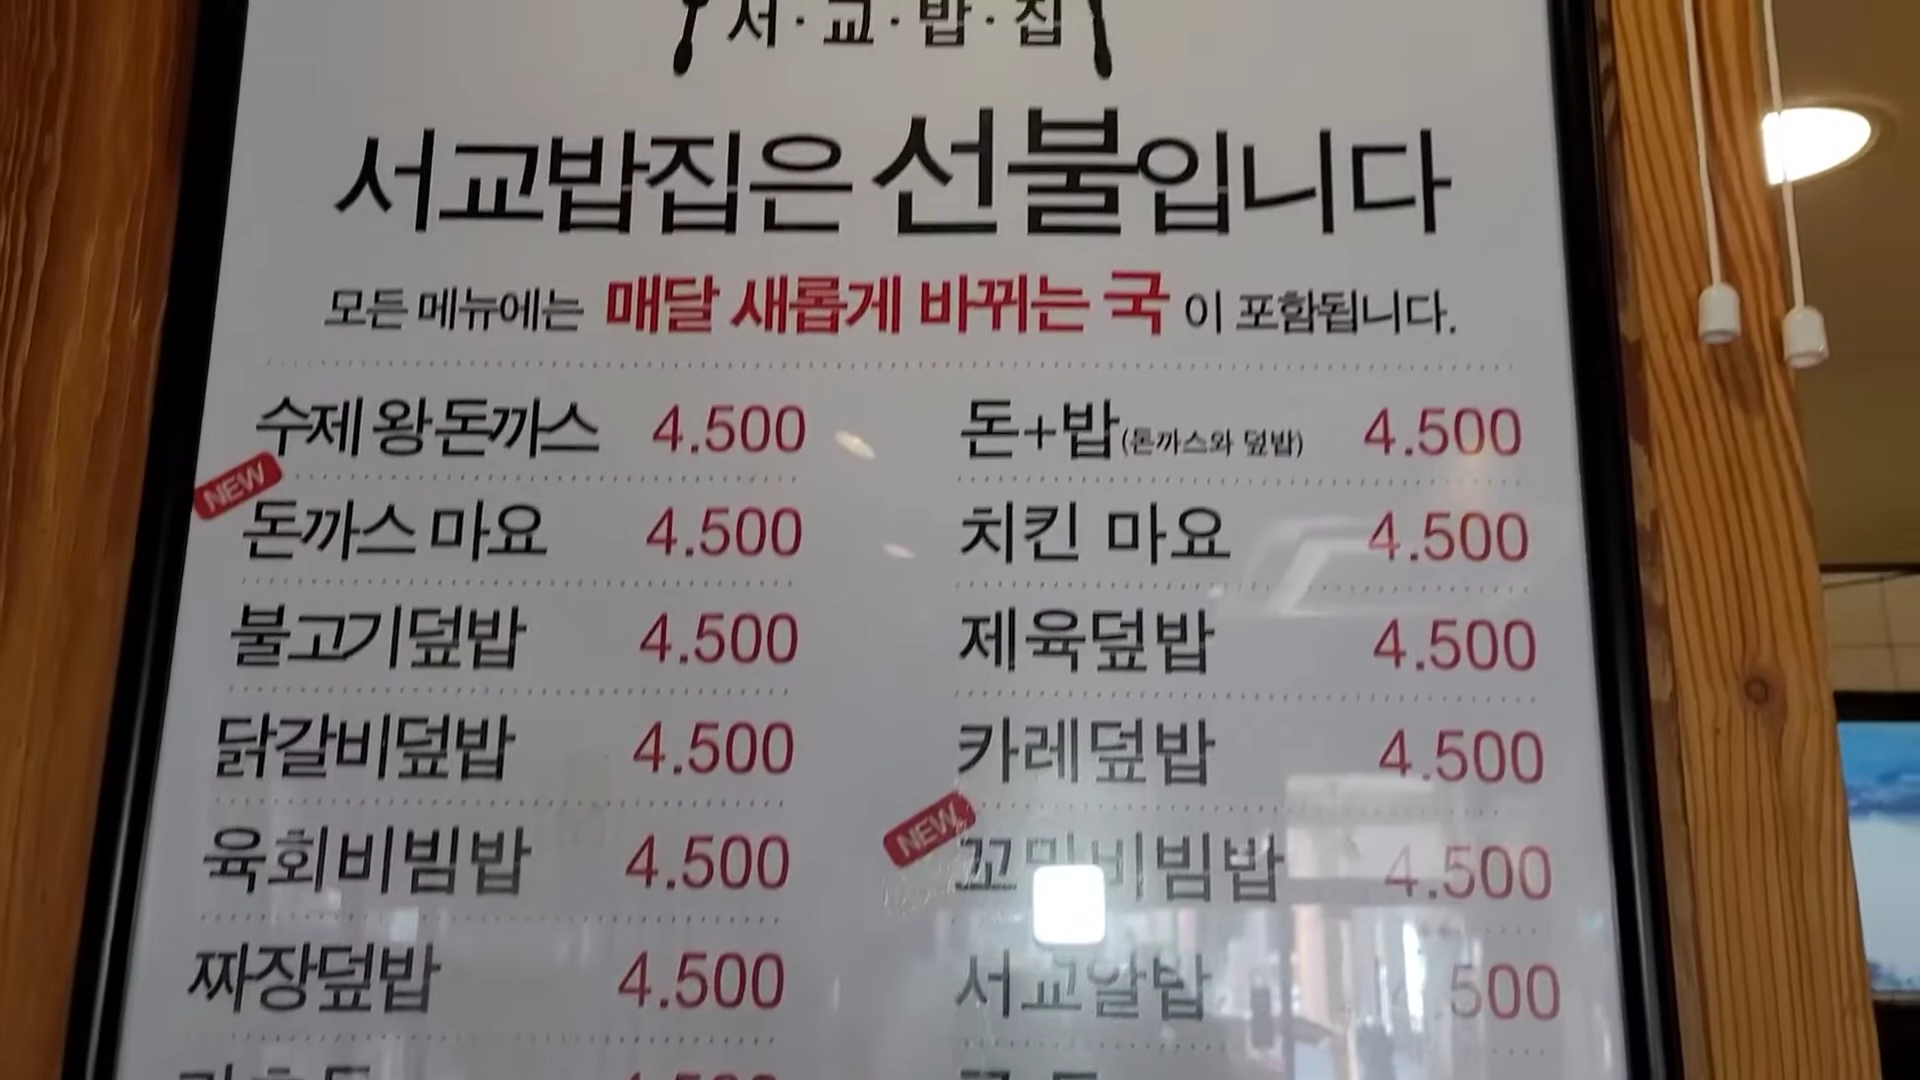 서·교·밥·집
서교밥집은 선불입니다
모든 메뉴에는 매달 새롭게 바뀌는 국이 포함됩니다.
수제 왕돈까스 4.500
돈+밥(돈까스와 덮밥) 4.500
NEW
돈까스 마요 4.500
치킨 마요 4.500
불고기덮밥 4.500
제육덮밥 4.500
닭갈비덮밥 4.500
카레덮밥 4.500
육회비빔밥 4.500
NEW
꼬막비빔밥 4.500
짜장덮밥 4.500
서교알밥 .500